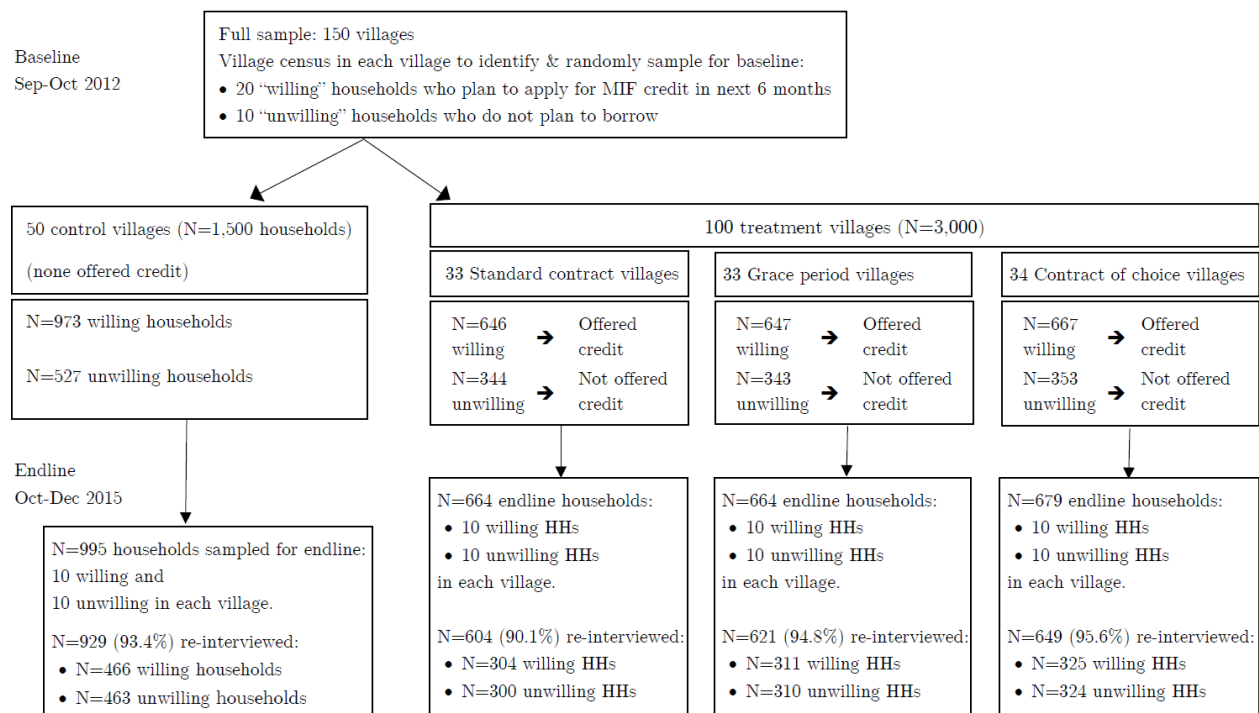 Baseline
Sep-Oct 2012
Full sample: 150 villages
Village census in each village to identify & randomly sample for baseline:
• 20 “willing” households who plan to apply for MIF credit in next 6 months
• 10 “unwilling” households who do not plan to borrow
50 control villages (N=1,500 households)
(none offered credit)
N=973 willing households
N=527 unwilling households
100 treatment villages (N=3,000)
33 Standard contract villages
33 Grace period villages
34 Contract of choice villages
N=646 ➔ Offered
willing credit
N=344 ➔ Not offered
unwilling credit
N=647 ➔ Offered
willing credit
N=343 ➔ Not offered
unwilling credit
N=667 ➔ Offered
willing credit
N=353 ➔ Not offered
unwilling credit
Endline
Oct-Dec 2015
N=995 households sampled for endline:
10 willing and
10 unwilling in each village.
N=929 (93.4%) re-interviewed:
• N=466 willing households
• N=463 unwilling households
N=664 endline households:
• 10 willing HHs
• 10 unwilling HHs
in each village.
N=604 (90.1%) re-interviewed:
• N=304 willing HHs
• N=300 unwilling HHs
N=664 endline households:
• 10 willing HHs
• 10 unwilling HHs
in each village.
N=621 (94.8%) re-interviewed:
• N=311 willing HHs
• N=310 unwilling HHs
N=679 endline households:
• 10 willing HHs
• 10 unwilling HHs
in each village.
N=649 (95.6%) re-interviewed:
• N=325 willing HHs
• N=324 unwilling HHs